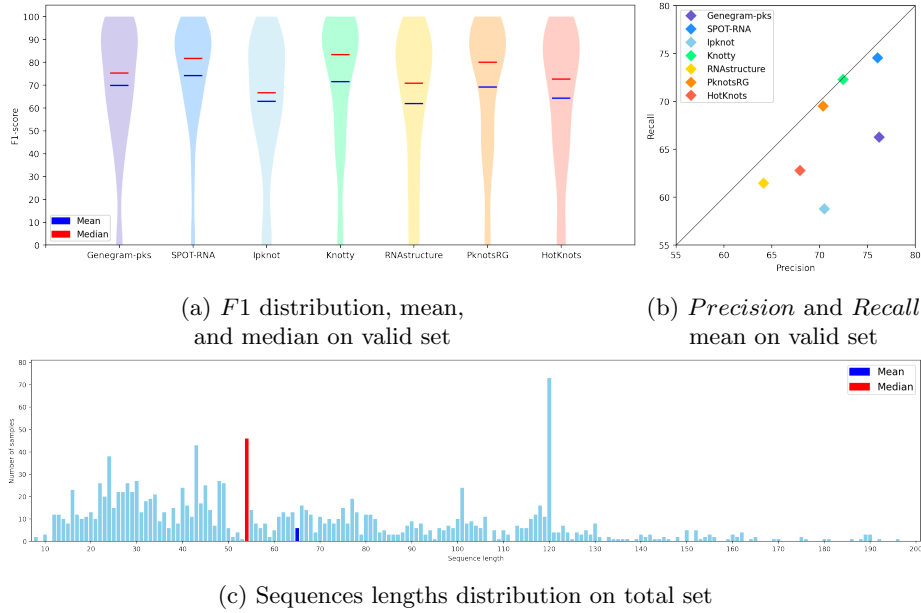 100
90
80
70
60
50
40
30
20
10
0
F1-score
Mean
Median
Genegram-pks SPOT-RNA Ipknot Knotty RNAstructure PknotsRG HotKnots
80
75
70
65
60
55
Recall
Genegram-pks
SPOT-RNA
Ipknot
Knotty
RNAstructure
PknotsRG
HotKnots
55 60 65 70 75 80
Precision
(a) F1 distribution, mean,
and median on valid set
(b) Precision and Recall
mean on valid set
80
70
60
50
40
30
20
10
0
Number of samples
Mean
Median
10 20 30 40 50 60 70 80 90 100 110 120 130 140 150 160 170 180 190 200
Sequence length
(c) Sequences lengths distribution on total set